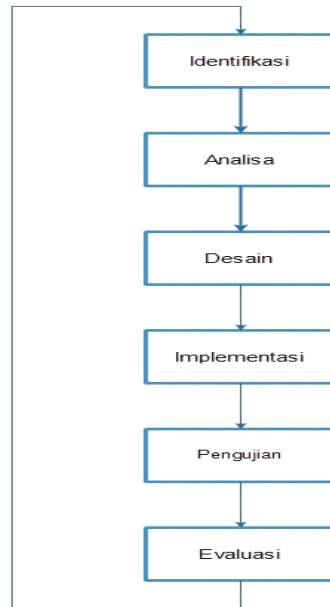 Identifikasi
Analisa
Desain
Implementasi
Pengujian
Evaluasi